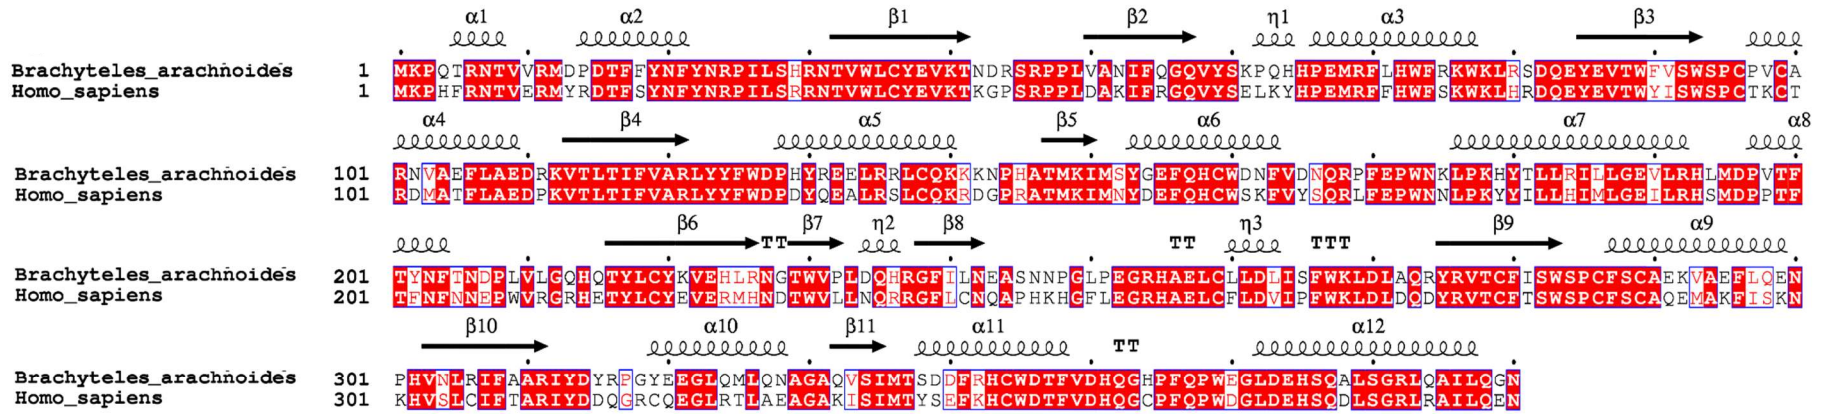 α1 α2 β1 β2 η1 α3 β3
Brachyteles_arachnoides 1 MKPQTRNTVVRMDPDTFFYNFYNRPILSHRNTVWLCYEVKTNDRSRPPLVANIFQGQVYSKPQHHPEMRFLHWFRKWKLRSDQEYEVTWFVSWSPCPVCA
Homo_sapiens 1 MKPHFRNTVERMYRDTFSYNFYNRPILSRRNTVWLCYEVKTKGPSRPPLDAKIFRGQVYSELKYHPEMRFFHWFSKWKLHRDQEYEVTWYISWSPCTKCT
α4 β4 α5 β5 α6 α7 α8
Brachyteles_arachnoides 101 RNVAEFLAEDRKVTLTIFVARLYYFWDPHYREELRRLCQKKKNPHATMKIMSYGEFQHCWDNFVDNQRPFEPWNKLPKHYTLLRILLGEVLRHLMDPVTF
Homo_sapiens 101 RDMATFLAEDPKVTLTIFVARLYYFWDPDYQEALRSLCQKRDGPRATMKIMNYDEFQHCWSKFVYSQRLFEPWNNLPKYYILLHIMLGEILRHSMDPPTF
β6 TT β7 η2 β8 TT η3 TTT β9 α9
Brachyteles_arachnoides 201 TYNFTNDPLVLGQHQTYLCYKVEHLRNGTWVPLDQHRGFILNEASNNPGLPEGRHAELCLLDLISFWKLDLAQRYRVTCFISWSPCFSCAEKVAEFLQEN
Homo_sapiens 201 TFNFNNEPWVRGRHETYLCYEVERMHNDTWVLLNQRRGFLCNQAPHKHGFLEGRHAELCFLDVIPFWKLDLDQDYRVTCFTSWSPCFSCAQEMAKFISKN
β10 α10 β11 α11 TT α12
Brachyteles_arachnoides 301 PHVNLRIFAARIYDYRPGYEEGLQMLQNAGAQVSIMTSDDFRHCWDTFVDHQGHPFQPWEGLDEHSQALSGRLQAILQGN
Homo_sapiens 301 KHVSLCIFTARIYDDQGRCQEGLRTLAEAGAKISIMTYSEFKHCWDTFVDHQGCPFQPWDGLDEHSQDLSGRLRAILQEN